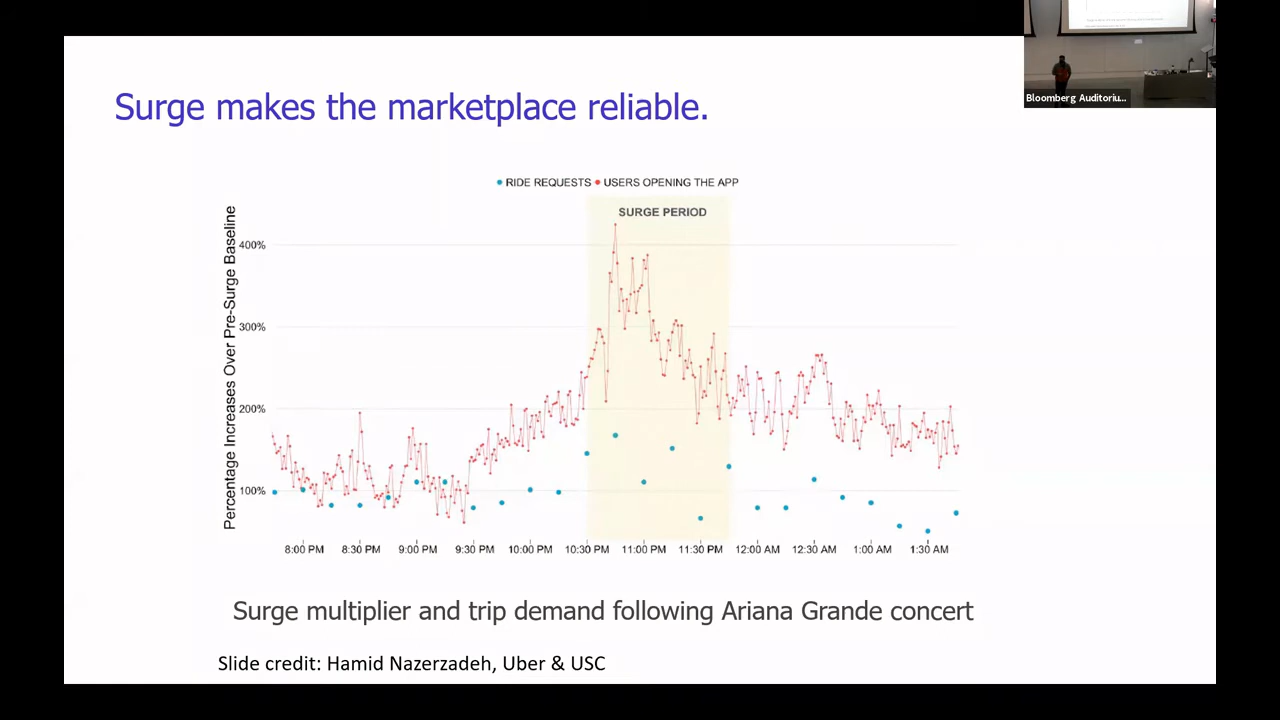 Bloomberg Auditoriu...
Surge makes the marketplace reliable.
RIDE REQUESTS USERS OPENING THE APP
SURGE PERIOD
Percentage Increases Over Pre-Surge Baseline
400%
300%
200%
100%
8:00 PM 8:30 PM 9:00 PM 9:30 PM 10:00 PM 10:30 PM 11:00 PM 11:30 PM 12:00 AM 12:30 AM 1:00 AM 1:30 AM
Surge multiplier and trip demand following Ariana Grande concert
Slide credit: Hamid Nazerzadeh, Uber & USC